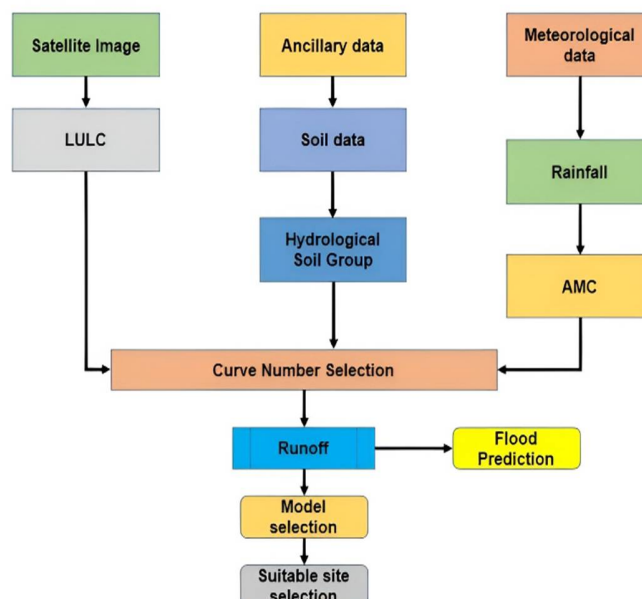 Satellite Image
Ancillary data
Meteorological
data
LULC
Soil data
Rainfall
Hydrological
Soil Group
AMC
Curve Number Selection
Runoff
Flood
Prediction
Model
selection
Suitable site
selection